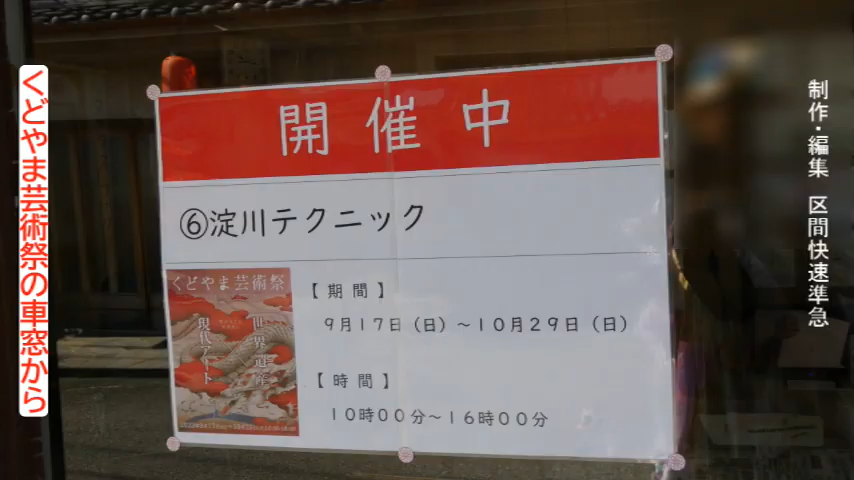 くどやま芸術祭の車窓から
制作・編集 区間快速準急
開催中
⑥淀川テクニック
くどやま芸術祭
世界遺産
現代アート
【期間】
9月17日(日)~10月29日(日)
【時間】
10時00分~16時00分